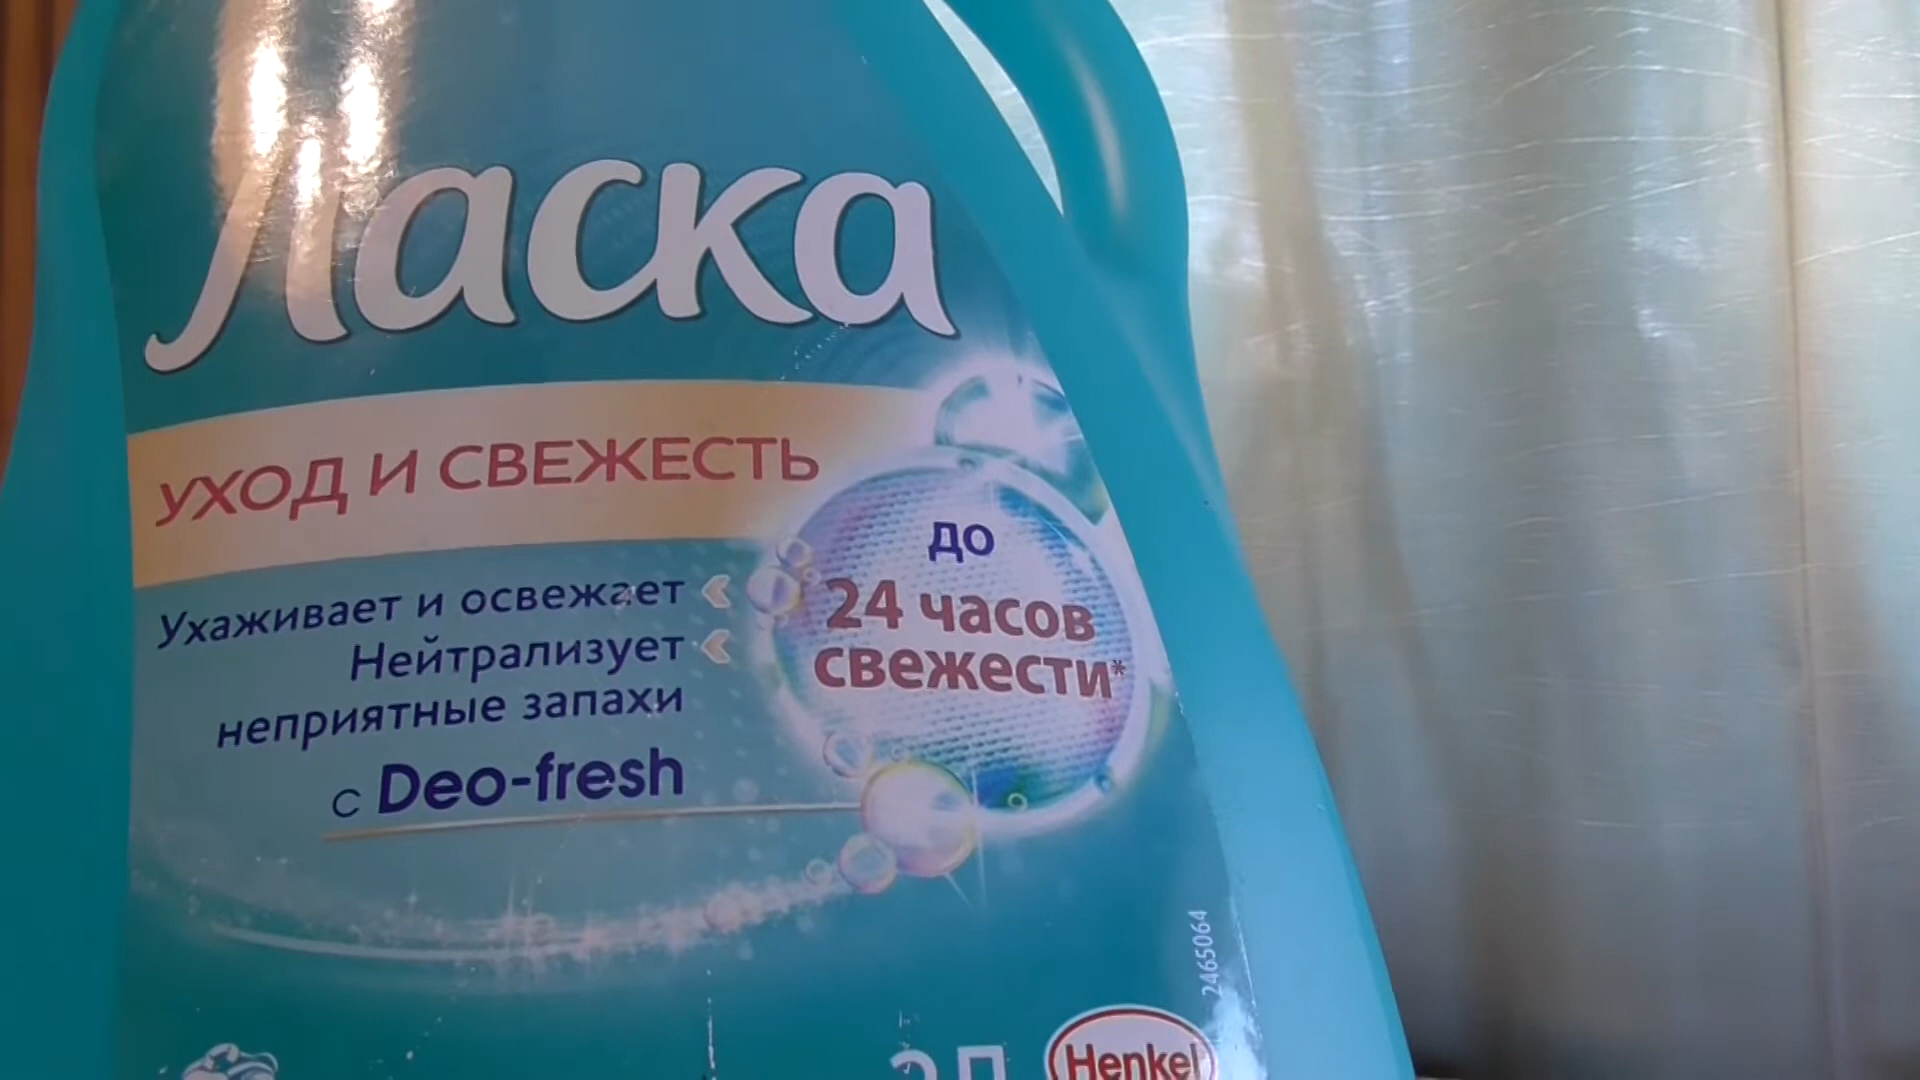 Ласка
УХОД И СВЕЖЕСТЬ
Ухаживает и освежает
Нейтрализует
неприятные запахи
с Deo-fresh
до
24 часов
свежести*
2465064
Henkel